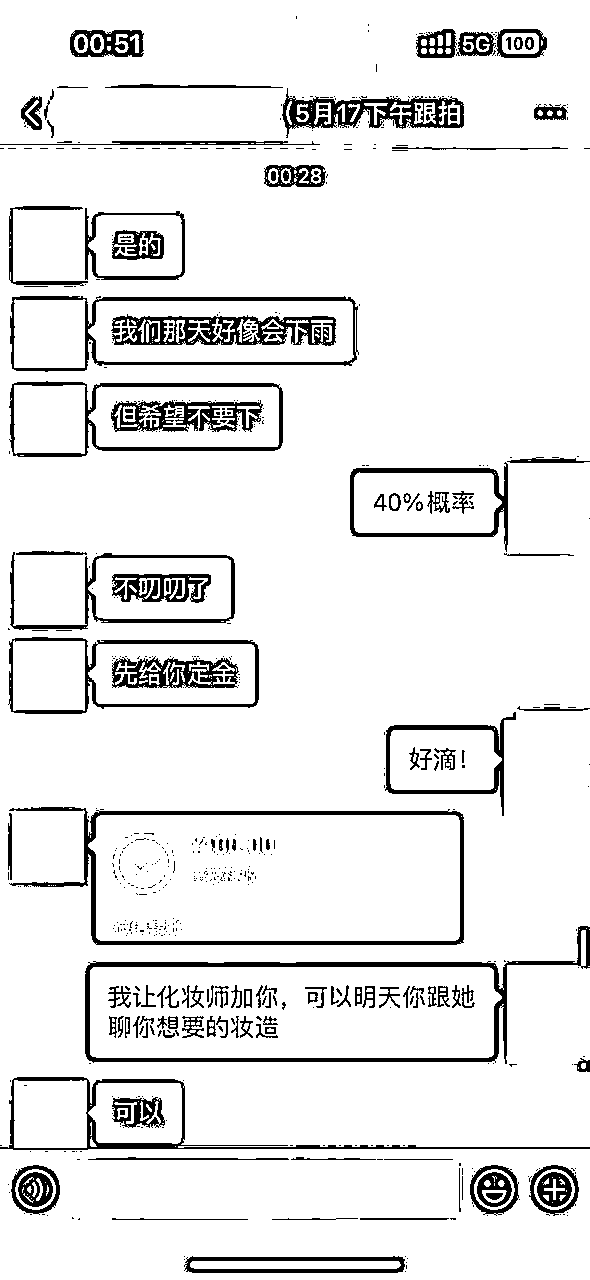 00:51
5G
100
(5月17下午跟拍
00:28
是的
我们那天好像会下雨
但希望不要下
40%概率
不叨叨了
先给你定金
好滴!
我让化妆师加你，可以明天你跟她
聊你想要的妆造
可以